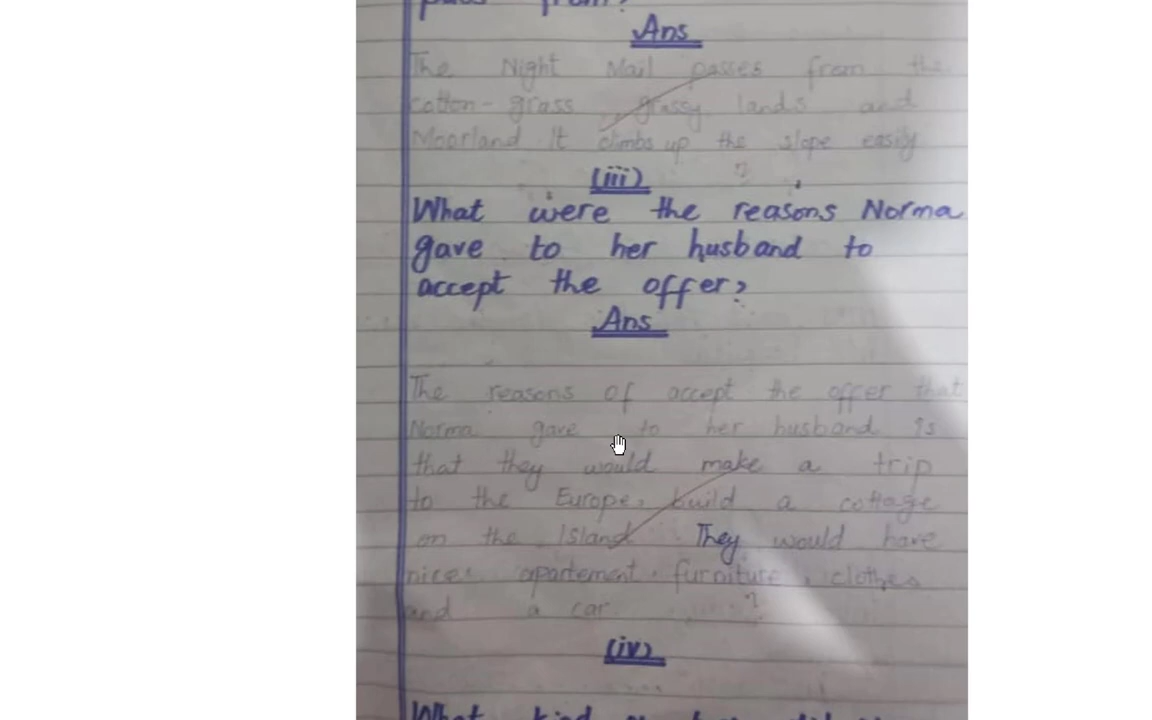 Ans
The Night Mail passes from the
cotton-grass grassy lands and
Moorland It climbs up the slope easily
(iii)
What were the reasons Norma
gave to her husband to
accept the offer?
Ans
The reasons of accept the offer that
Norma gave to her husband is
that they would make a trip
to the Europe, build a cottage
on the Island. They would have
nice apartement, furniture, clothes
and a car
(iv)
What kind